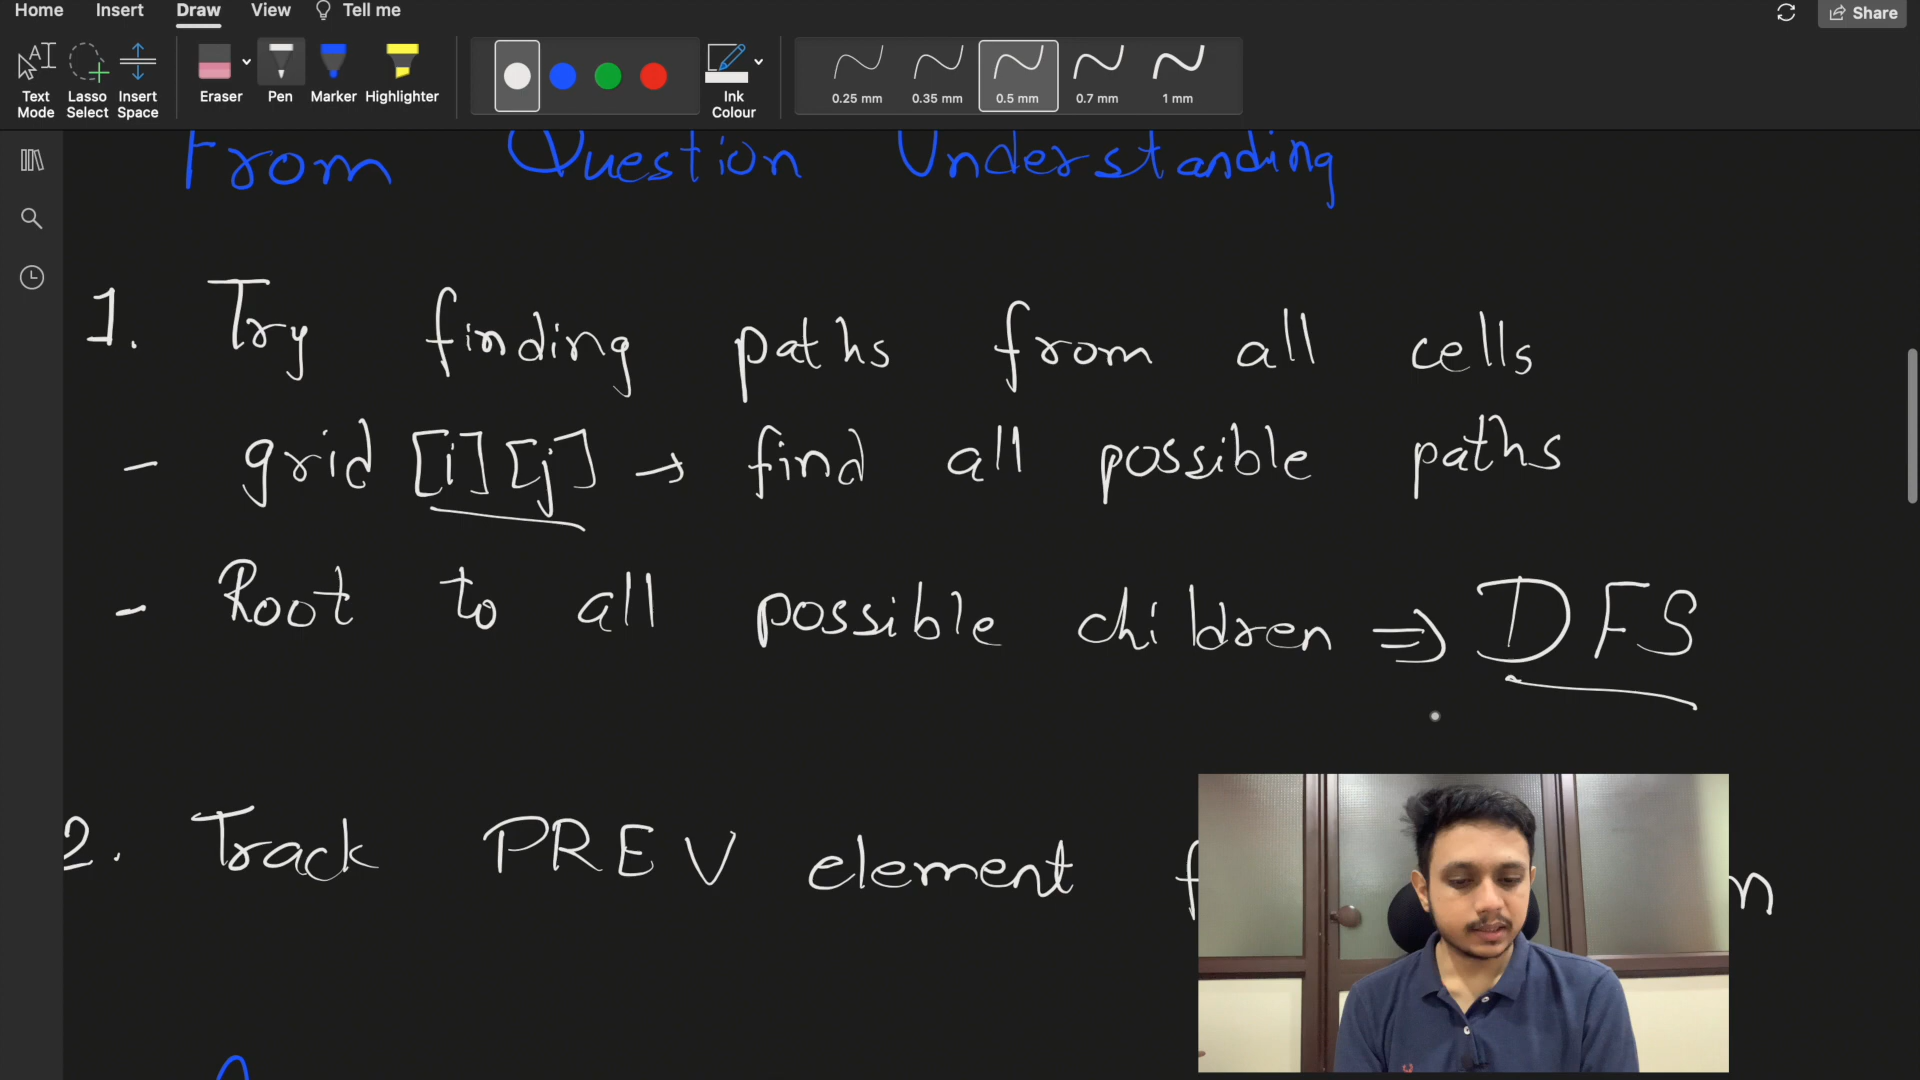 Home Insert Draw View Tell me Share
Text Mode Lasso Select Insert Space Eraser Pen Marker Highlighter Ink Colour 0.25 mm 0.35 mm 0.5 mm 0.7 mm 1 mm
From Question Understanding
1. Try finding paths from all cells
- grid [i][j] → find all possible paths
- Root to all possible children ⇒ DFS
2. Track PREV element